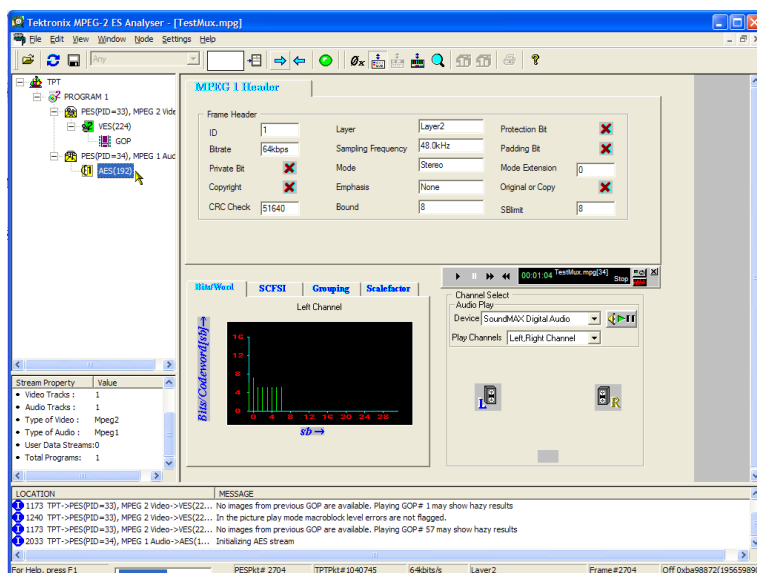 Tektronix MPEG-2 ES Analyser - [TestMux.mpg]
File Edit View Window Node Settings Help
Any
TPT
PROGRAM 1
PES(PID=33), MPEG 2 Vide
VES(224)
GOP
PES(PID=34), MPEG 1 Aud
AES(192)
MPEG 1 Header
Frame Header
ID 1 Layer Layer2 Protection Bit
Bitrate 64kbps Sampling Frequency 48.0kHz Padding Bit
Private Bit Mode Stereo Mode Extension 0
Copyright Emphasis None Original or Copy
CRC Check 51640 Bound 8 SBlimit 8
00:01:04 TestMux.mpg[34] Stop
Bits/Word SCFSI Grouping Scalefactor
Left Channel
Bits/Codeword[sb]→
16
12
8
4
0
0 4 8 12 16 20 24 28
sb→
Channel Select
Audio Play
Device SoundMAX Digital Audio
Play Channels Left,Right Channel
L R
Stream Property Value
Video Tracks : 1
Audio Tracks : 1
Type of Video : Mpeg2
Type of Audio : Mpeg1
User Data Streams: 0
Total Programs: 1
LOCATION MESSAGE
1173 TPT->PES(PID=33), MPEG 2 Video->VES(22... No images from previous GOP are available. Playing GOP# 1 may show hazy results
1240 TPT->PES(PID=33), MPEG 2 Video->VES(22... In the picture play mode macroblock level errors are not flagged.
1173 TPT->PES(PID=33), MPEG 2 Video->VES(22... No images from previous GOP are available. Playing GOP# 57 may show hazy results
2033 TPT->PES(PID=34), MPEG 1 Audio->AES(1... Initializing AES stream
For Help, press F1 PESPkt# 2704 TPTPkt#1040745 64kbits/s Layer2 Frame#2704 Off 0xba98872(195659890